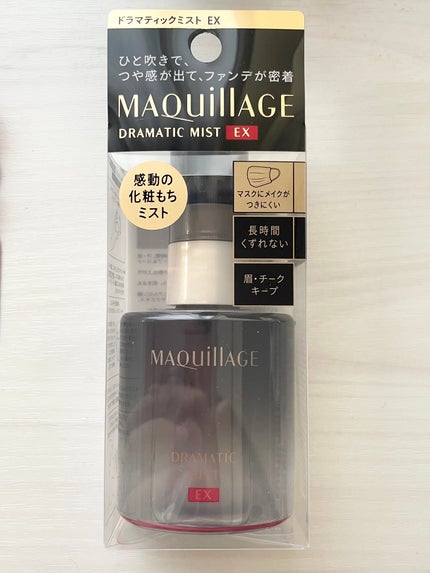 ドラマティックミスト EX
ひと吹きで、
つや感が出て、ファンデが密着
MAQuillAGE
DRAMATIC MIST EX
感動の
化粧もち
ミスト
マスクにメイクが
つきにくい
長時間
くずれない
眉・チーク
キープ
MAQuillAGE
DRAMATIC
EX